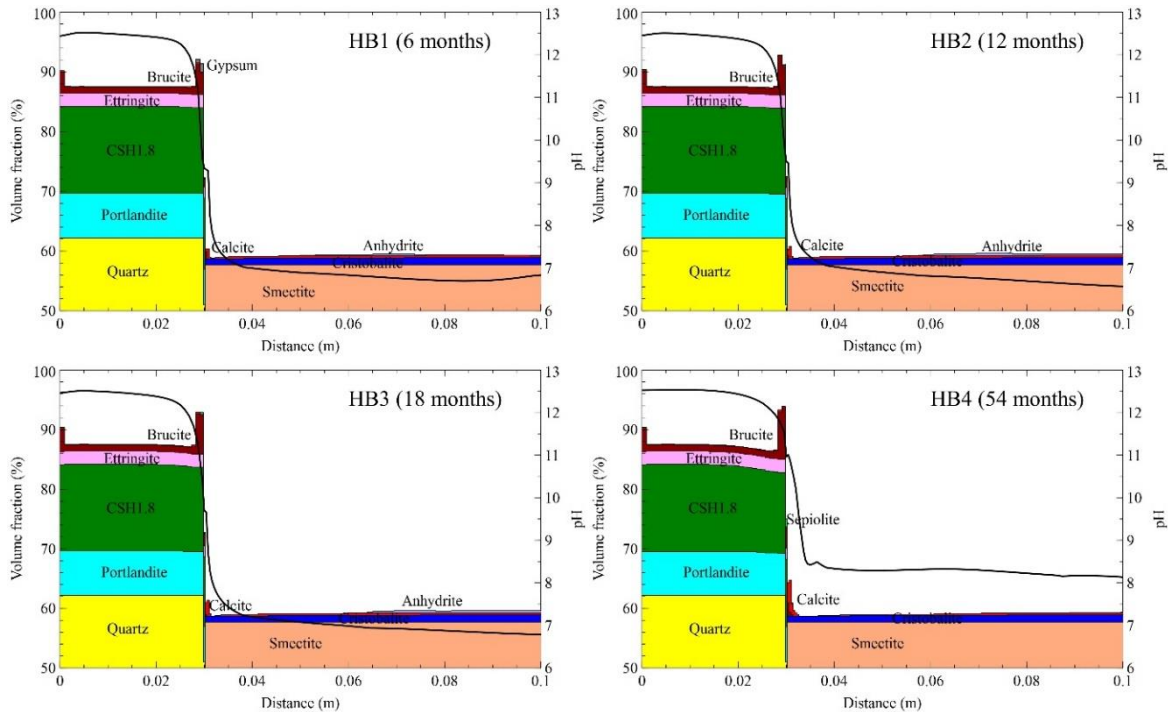 HB1 (6 months)
Volume fraction (%)
100
90
80
70
60
50
13
12
11
10
9
8
7
6
pH
Gypsum
Brucite
Ettringite
CSH1.8
Portlandite
Quartz
Calcite
Anhydrite
Cristobalite
Smectite
0
0.02
0.04
0.06
0.08
0.1
Distance (m)
HB2 (12 months)
Volume fraction (%)
100
90
80
70
60
50
13
12
11
10
9
8
7
6
pH
Brucite
Ettringite
CSH1.8
Portlandite
Quartz
Calcite
Anhydrite
Cristobalite
Smectite
0
0.02
0.04
0.06
0.08
0.1
Distance (m)
HB3 (18 months)
Volume fraction (%)
100
90
80
70
60
50
13
12
11
10
9
8
7
6
pH
Brucite
Ettringite
CSH1.8
Portlandite
Quartz
Calcite
Anhydrite
Cristobalite
Smectite
0
0.02
0.04
0.06
0.08
0.1
Distance (m)
HB4 (54 months)
Volume fraction (%)
100
90
80
70
60
50
13
12
11
10
9
8
7
6
pH
Brucite
Ettringite
CSH1.8
Sepiolite
Portlandite
Quartz
Calcite
Cristobalite
Smectite
0
0.02
0.04
0.06
0.08
0.1
Distance (m)